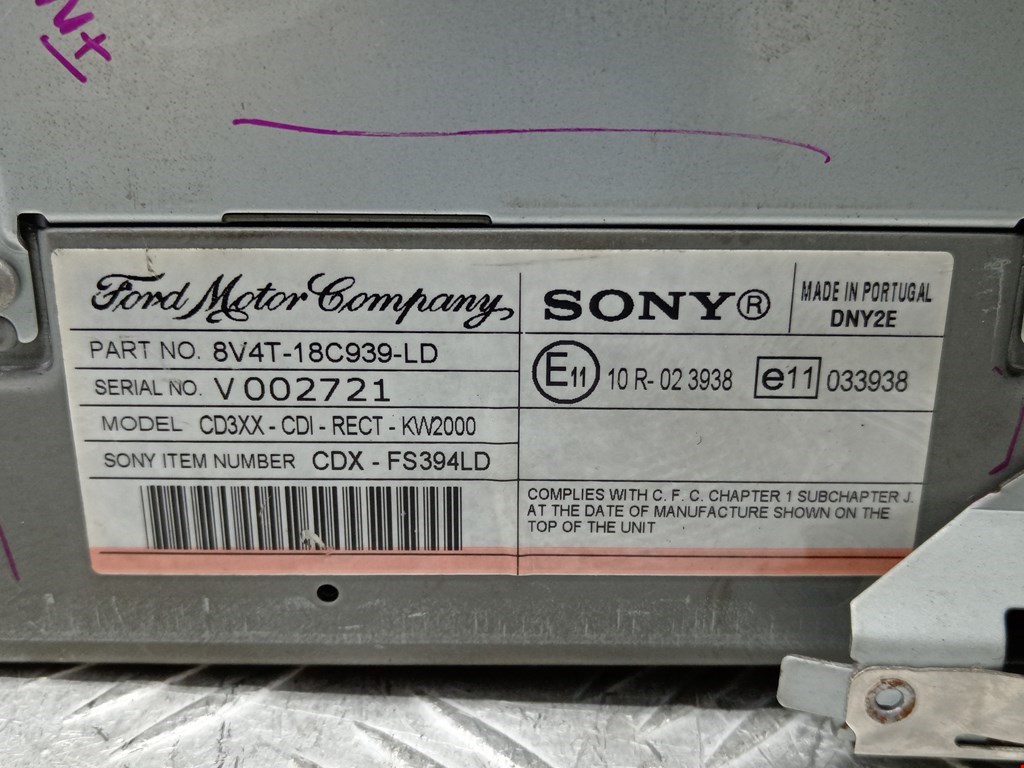 Ford Motor Company
SONY®
MADE IN PORTUGAL
DNY2E
PART NO. 8V4T-18C939-LD
SERIAL NO. V002721
MODEL CD3XX - CDI - RECT - KW2000
SONY ITEM NUMBER CDX - FS394LD
E11 10 R- 02 3938 e11 033938
COMPLIES WITH C. F. C. CHAPTER 1 SUBCHAPTER J.
AT THE DATE OF MANUFACTURE SHOWN ON THE
TOP OF THE UNIT